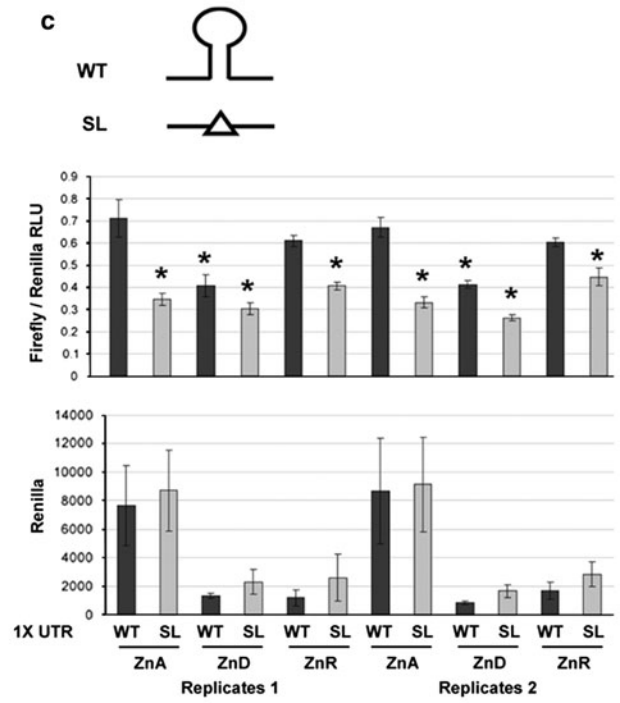 c
WT
SL
Firefly / Renilla RLU
0.9
0.8
0.7
0.6
0.5
0.4
0.3
0.2
0.1
0
* * * * * * * *
Renilla
14000
12000
10000
8000
6000
4000
2000
0
1X UTR WT SL WT SL WT SL WT SL WT SL WT SL
ZnA ZnD ZnR ZnA ZnD ZnR
Replicates 1 Replicates 2